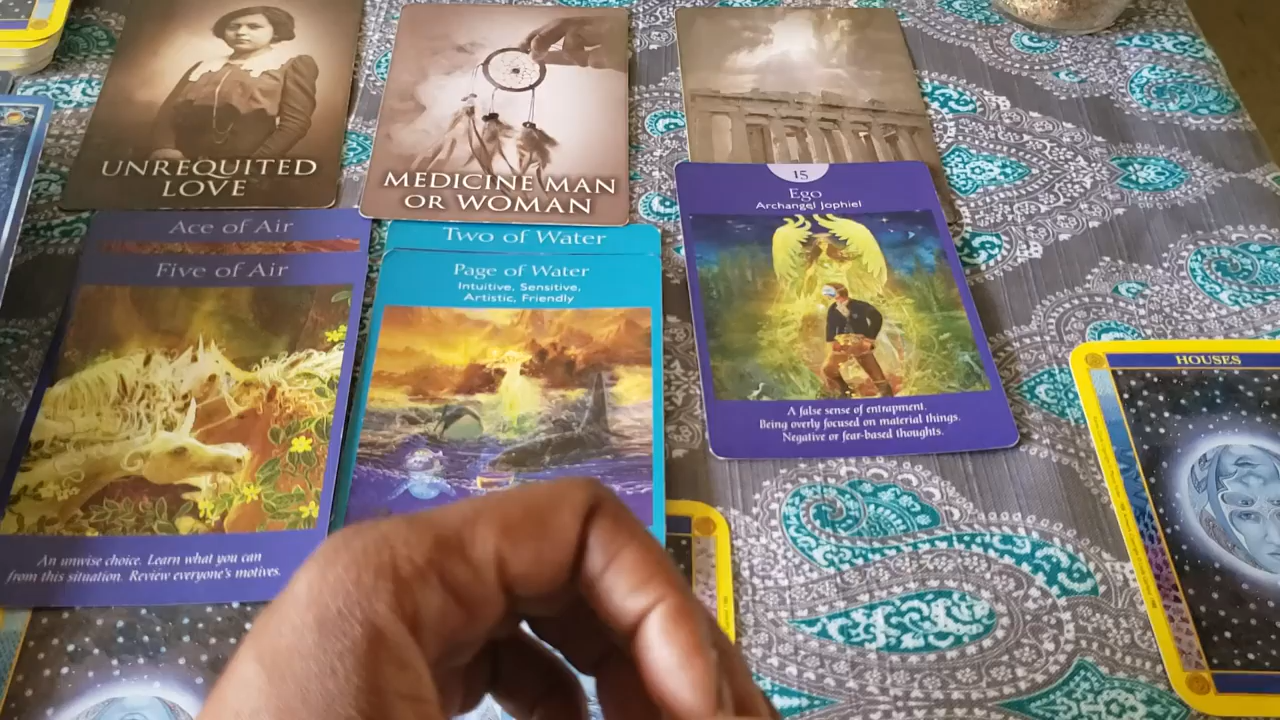 UNREQUITED
LOVE
MEDICINE MAN
OR WOMAN
15
Ego
Archangel Jophiel
Ace of Air
Five of Air
Two of Water
Page of Water
Intuitive, Sensitive,
Artistic, Friendly
A false sense of entrapment.
Being overly focused on material things.
Negative or fear-based thoughts.
An unwise choice. Learn what you can
from this situation. Review everyone's motives.
HOUSES